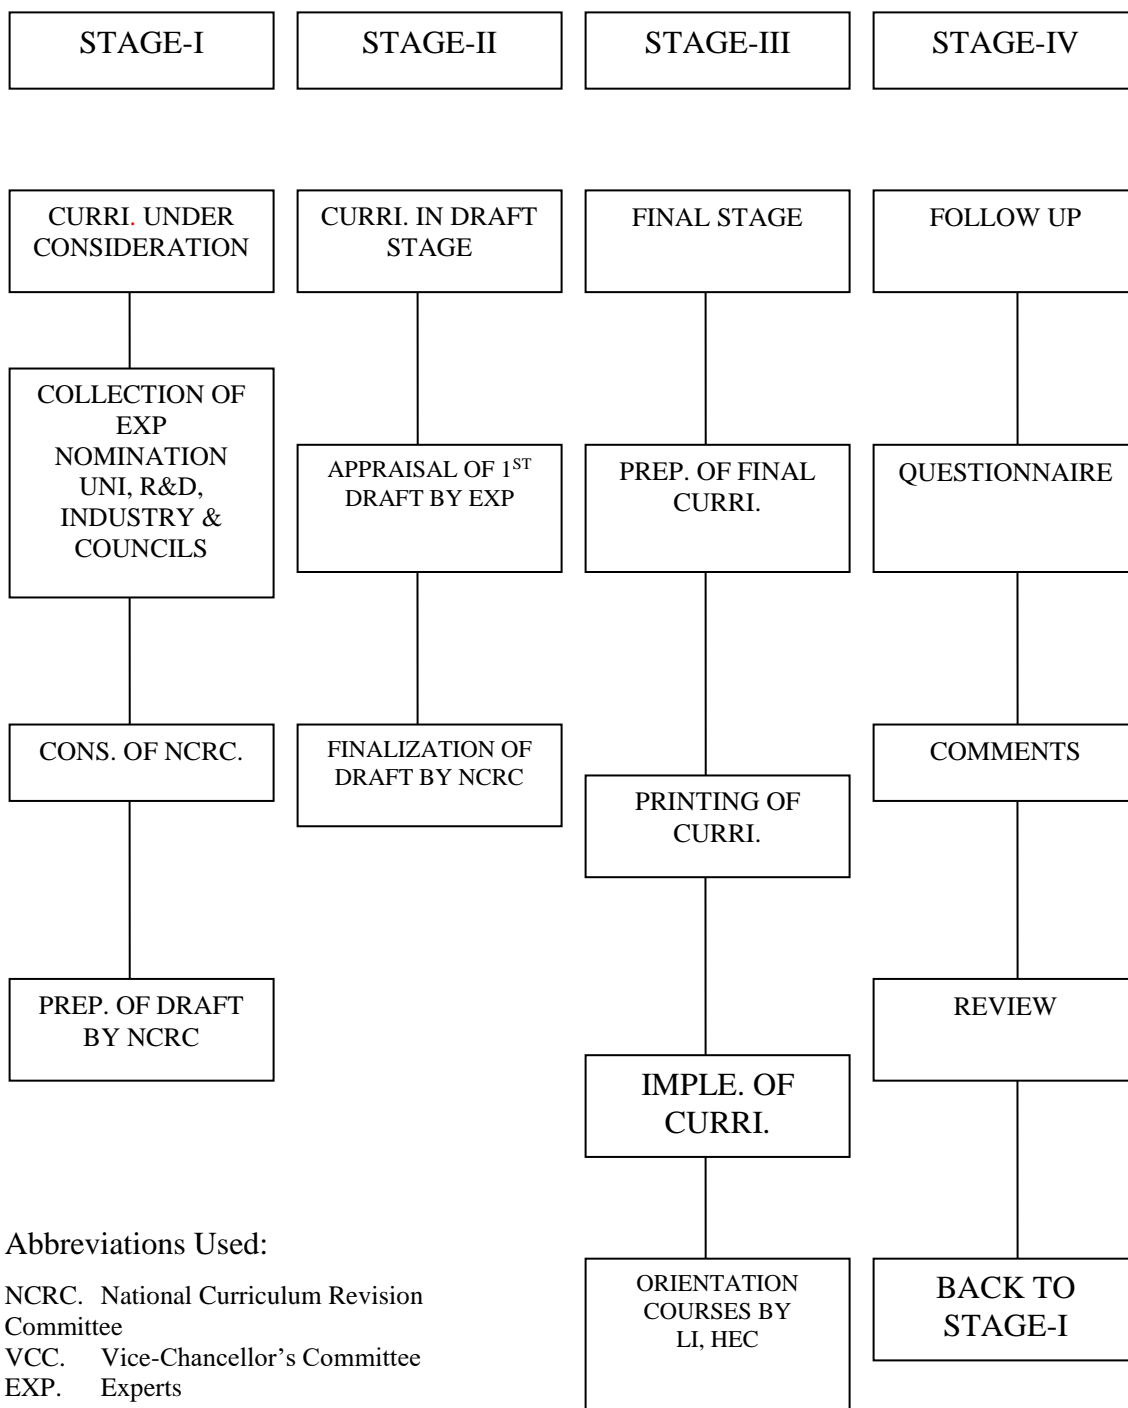 STAGE-I
STAGE-II
STAGE-III
STAGE-IV
CURRI. UNDER
CONSIDERATION
COLLECTION OF
EXP
NOMINATION
UNI, R&D,
INDUSTRY &
COUNCILS
CONS. OF NCRC.
PREP. OF DRAFT
BY NCRC
CURRI. IN DRAFT
STAGE
APPRAISAL OF 1ST
DRAFT BY EXP
FINALIZATION OF
DRAFT BY NCRC
FINAL STAGE
PREP. OF FINAL
CURRI.
PRINTING OF
CURRI.
IMPLE. OF
CURRI.
ORIENTATION
COURSES BY
LI, HEC
FOLLOW UP
QUESTIONNAIRE
COMMENTS
REVIEW
BACK TO
STAGE-I
Abbreviations Used:
NCRC. National Curriculum Revision
Committee
VCC. Vice-Chancellor’s Committee
EXP. Experts